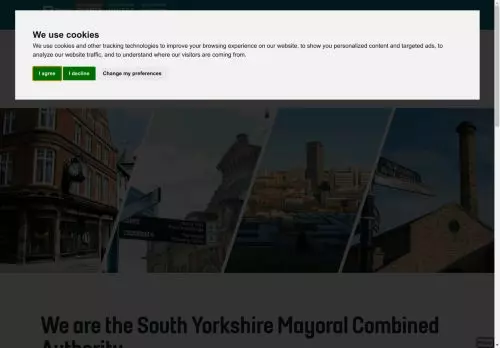 We use cookies
We use cookies and other tracking technologies to improve your browsing experience on our website, to show you personalized content and targeted ads, to
analyze our website traffic, and to understand where our visitors are coming from.
I agree
I decline
Change my preferences
We are the South Yorkshire Mayoral Combined
Authority